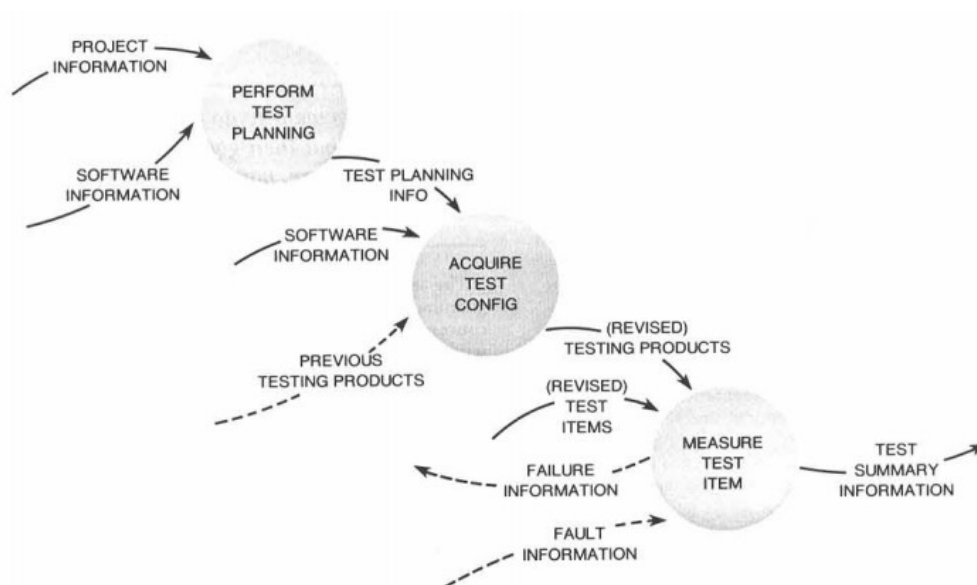 PROJECT
INFORMATION
PERFORM
TEST
PLANNING
SOFTWARE
INFORMATION
TEST PLANNING
INFO
SOFTWARE
INFORMATION
ACQUIRE
TEST
CONFIG
PREVIOUS
TESTING PRODUCTS
(REVISED)
TESTING PRODUCTS
(REVISED)
TEST
ITEMS
MEASURE
TEST
ITEM
FAILURE
INFORMATION
TEST
SUMMARY
INFORMATION
FAULT
INFORMATION